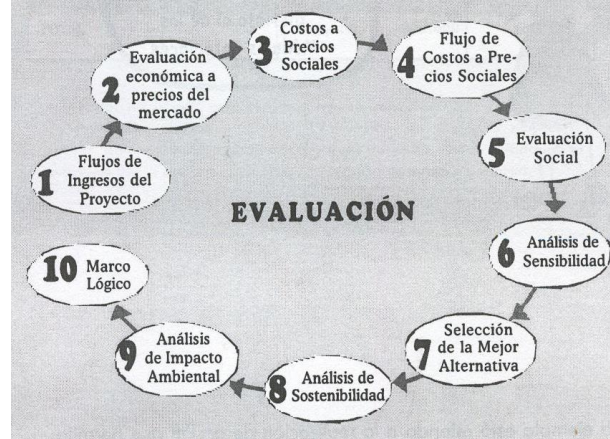 1 Flujos de
Ingresos del
Proyecto
2 Evaluación
económica a
precios del
mercado
3 Costos a
Precios
Sociales
4 Flujo de
Costos a Pre-
cios Sociales
5 Evaluación
Social
EVALUACIÓN
6 Análisis de
Sensibilidad
7 Selección
de la Mejor
Alternativa
8 Análisis de
Sostenibilidad
9 Análisis
de Impacto
Ambiental
10 Marco
Lógico